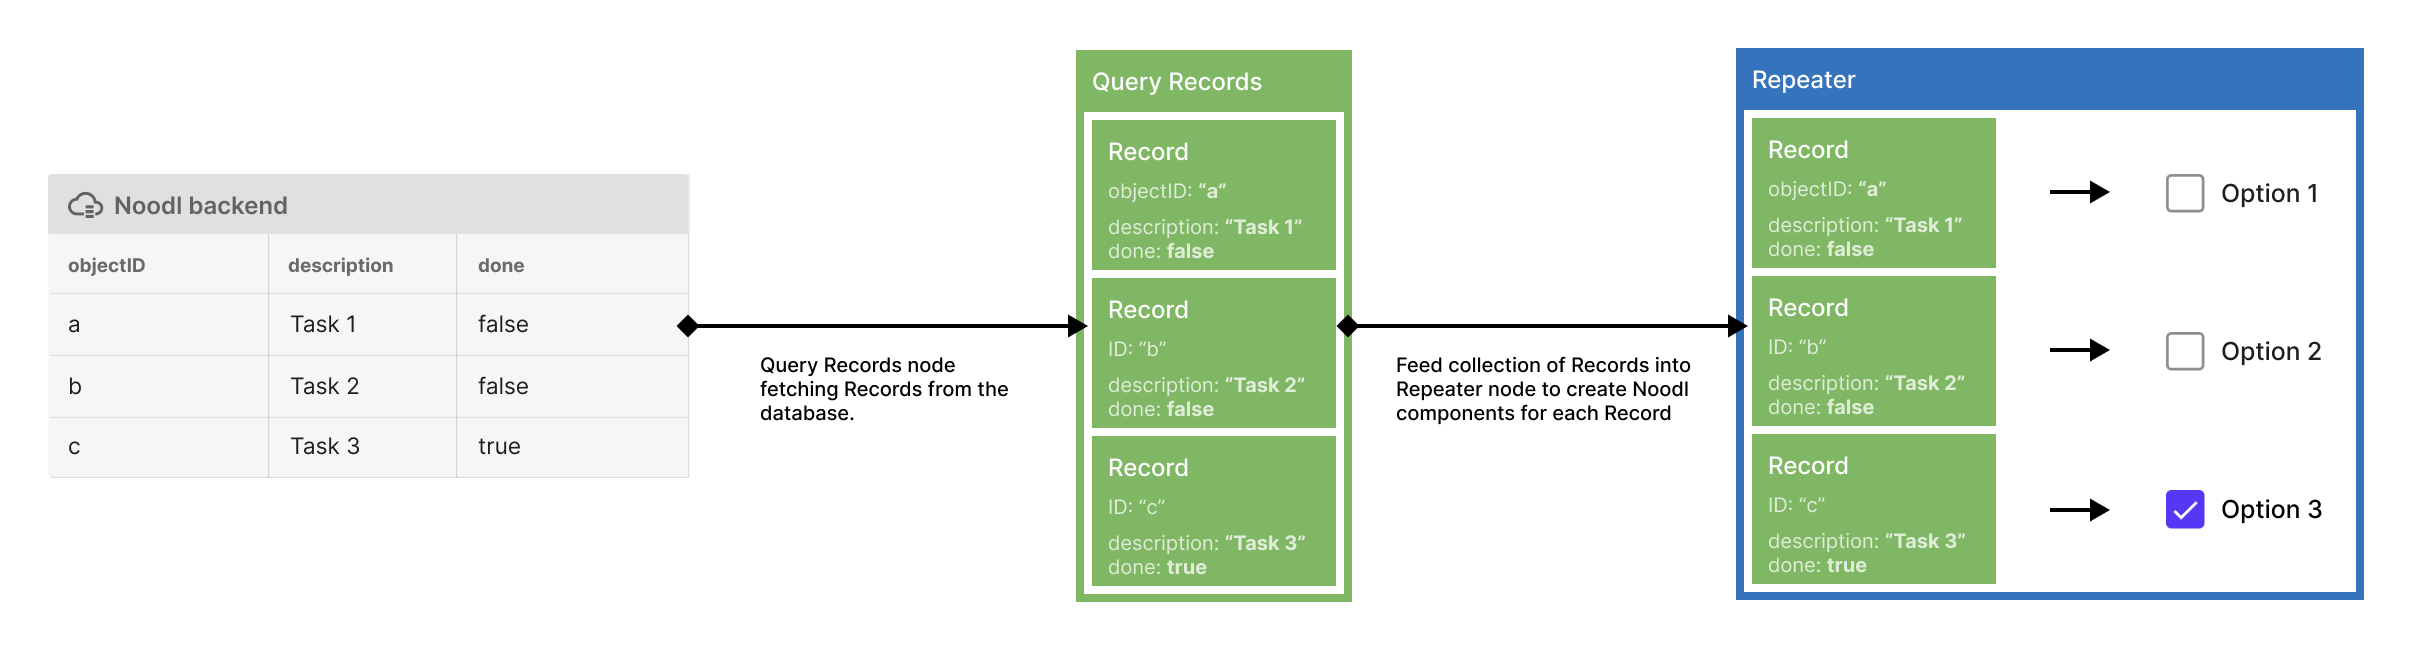 Noodl backend
objectID description done
a Task 1 false
b Task 2 false
c Task 3 true
Query Records node
fetching Records from the
database.
Query Records
Record
objectID: “a”
description: “Task 1”
done: false
Record
ID: “b”
description: “Task 2”
done: false
Record
ID: “c”
description: “Task 3”
done: true
Feed collection of Records into
Repeater node to create Noodl
components for each Record
Repeater
Record
objectID: “a”
description: “Task 1”
done: false
Option 1
Record
ID: “b”
description: “Task 2”
done: false
Option 2
Record
ID: “c”
description: “Task 3”
done: true
Option 3